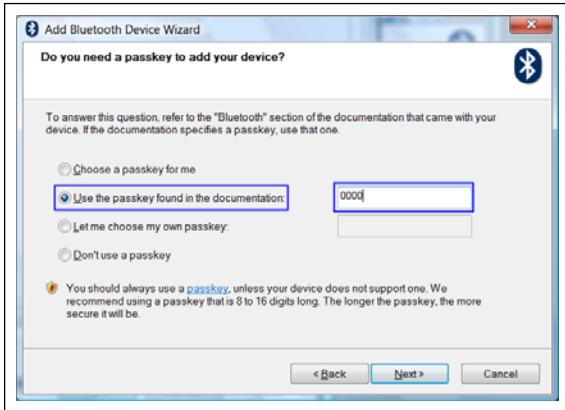 Add Bluetooth Device Wizard
Do you need a passkey to add your device?
To answer this question, refer to the "Bluetooth" section of the documentation that came with your
device. If the documentation specifies a passkey, use that one.
Choose a passkey for me
Use the passkey found in the documentation: 0000
Let me choose my own passkey:
Don't use a passkey
You should always use a passkey, unless your device does not support one. We
recommend using a passkey that is 8 to 16 digits long. The longer the passkey, the more
secure it will be.
< Back Next > Cancel